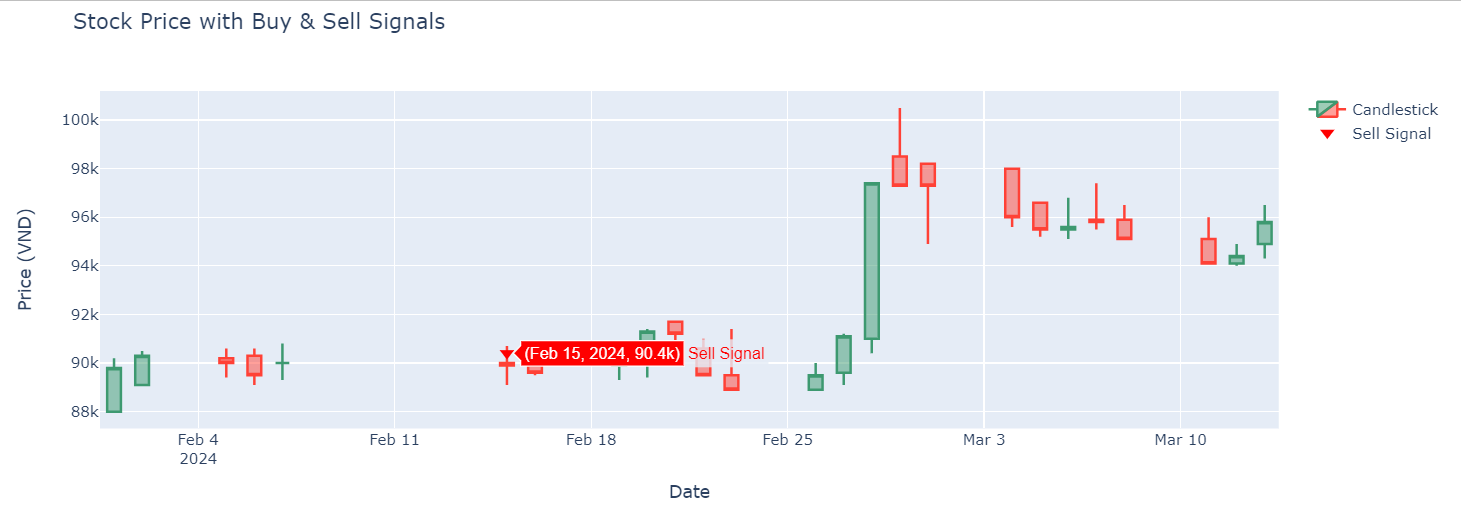 Stock Price with Buy & Sell Signals
Candlestick
Sell Signal
100k
98k
96k
94k
92k
90k
88k
Price (VND)
(Feb 15, 2024, 90.4k) Sell Signal
Feb 4
2024
Feb 11
Feb 18
Feb 25
Mar 3
Mar 10
Date